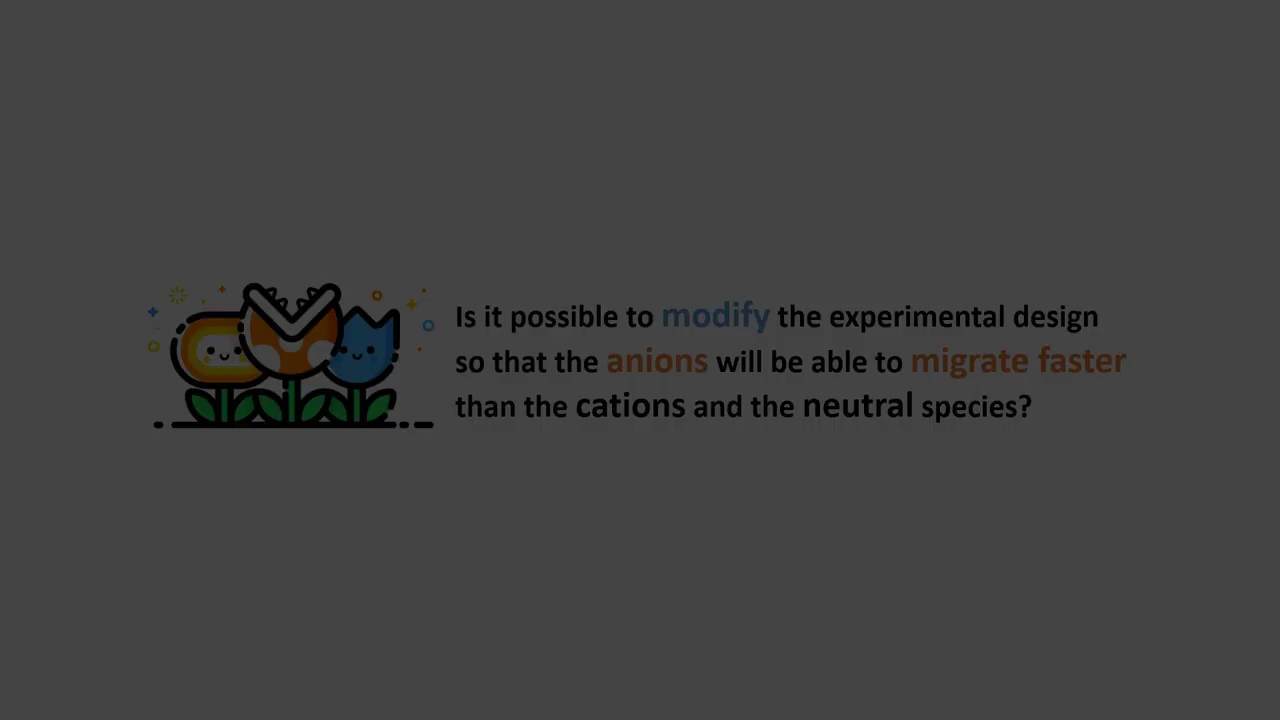 Is it possible to modify the experimental design
so that the anions will be able to migrate faster
than the cations and the neutral species?